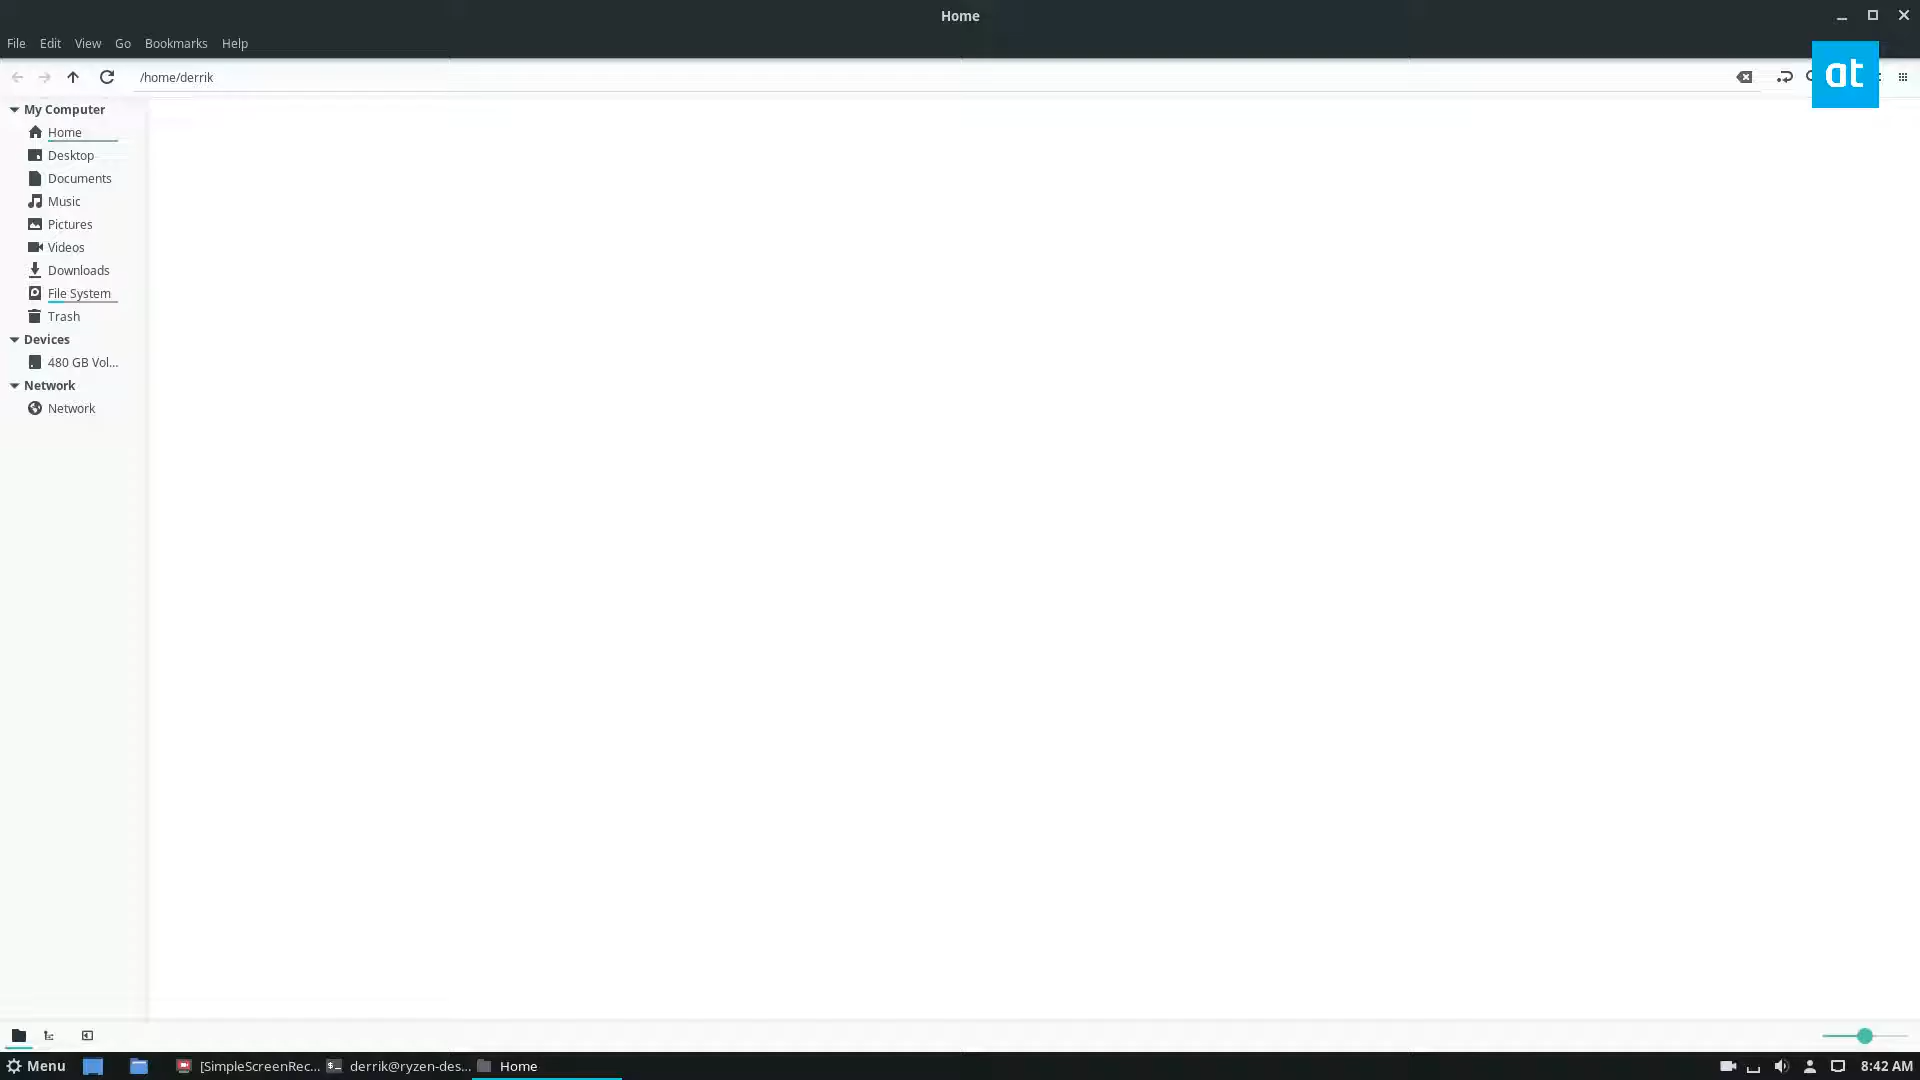 Home
File Edit View Go Bookmarks Help
/home/derrik
at
My Computer
Home
Desktop
Documents
Music
Pictures
Videos
Downloads
File System
Trash
Devices
480 GB Vol...
Network
Network
Menu [SimpleScreenRec... derrik@ryzen-des... Home 8:42 AM